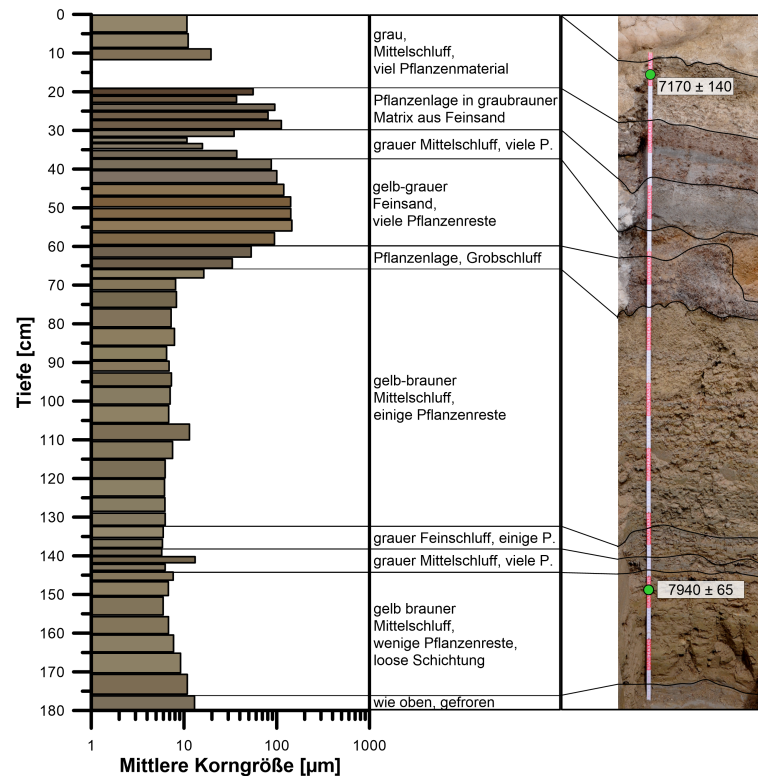 0
10
20
30
40
50
60
70
80
90
100
110
120
130
140
150
160
170
180
Tiefe [cm]
1
10
100
1000
Mittlere Korngröße [µm]
grau,
Mittelschluff,
viel Pflanzenmaterial
Pflanzenlage in graubrauner
Matrix aus Feinsand
grauer Mittelschluff, viele P.
gelb-grauer
Feinsand,
viele Pflanzenreste
Pflanzenlage, Grobschluff
gelb-brauner
Mittelschluff,
einige Pflanzenreste
grauer Feinschluff, einige P.
grauer Mittelschluff, viele P.
gelb brauner
Mittelschluff,
wenige Pflanzenreste,
loose Schichtung
wie oben, gefroren
7170 ± 140
7940 ± 65